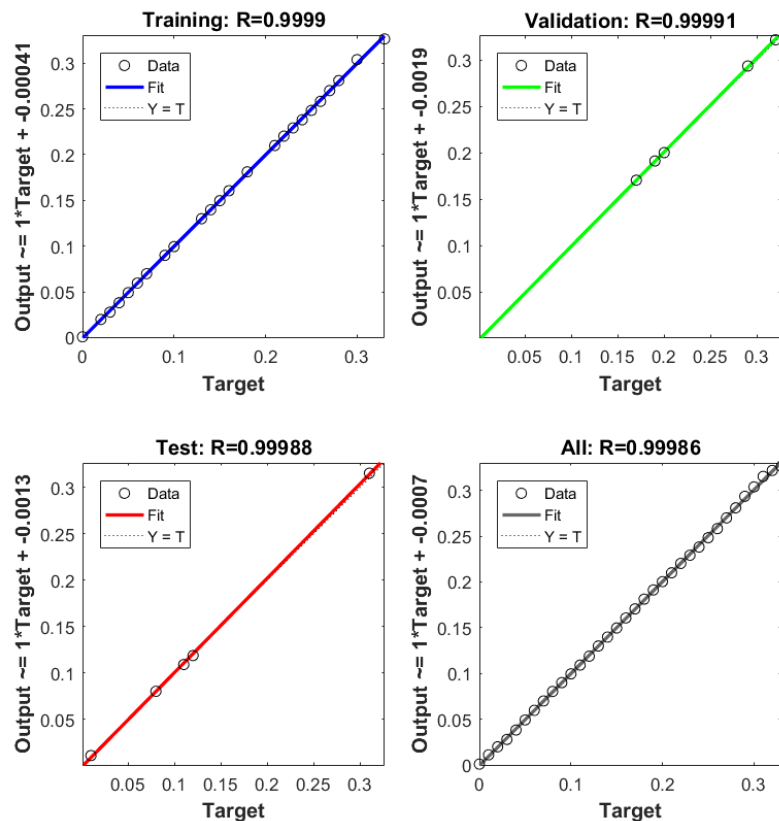 Training: R=0.9999
Output ~= 1*Target + -0.00041
0.3
0.25
0.2
0.15
0.1
0.05
0
Data
Fit
Y = T
0
0.1
0.2
0.3
Target
Validation: R=0.99991
Output ~= 1*Target + -0.0019
0.3
0.25
0.2
0.15
0.1
0.05
Data
Fit
Y = T
0.05
0.1
0.15
0.2
0.25
0.3
Target
Test: R=0.99988
Output ~= 1*Target + -0.0013
0.3
0.25
0.2
0.15
0.1
0.05
Data
Fit
Y = T
0.05
0.1
0.15
0.2
0.25
0.3
Target
All: R=0.99986
Output ~= 1*Target + -0.0007
0.3
0.25
0.2
0.15
0.1
0.05
0
Data
Fit
Y = T
0
0.1
0.2
0.3
Target